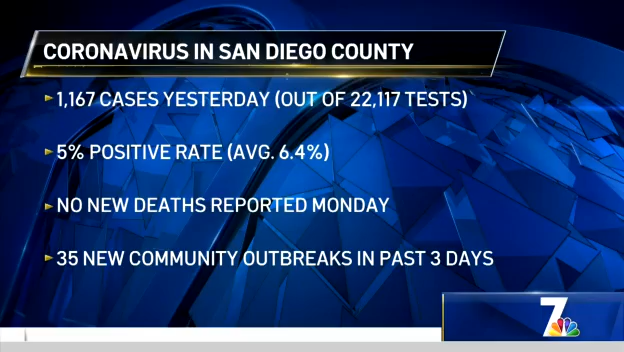 CORONAVIRUS IN SAN DIEGO COUNTY
1,167 CASES YESTERDAY (OUT OF 22,117 TESTS)
5% POSITIVE RATE (AVG. 6.4%)
NO NEW DEATHS REPORTED MONDAY
35 NEW COMMUNITY OUTBREAKS IN PAST 3 DAYS
7